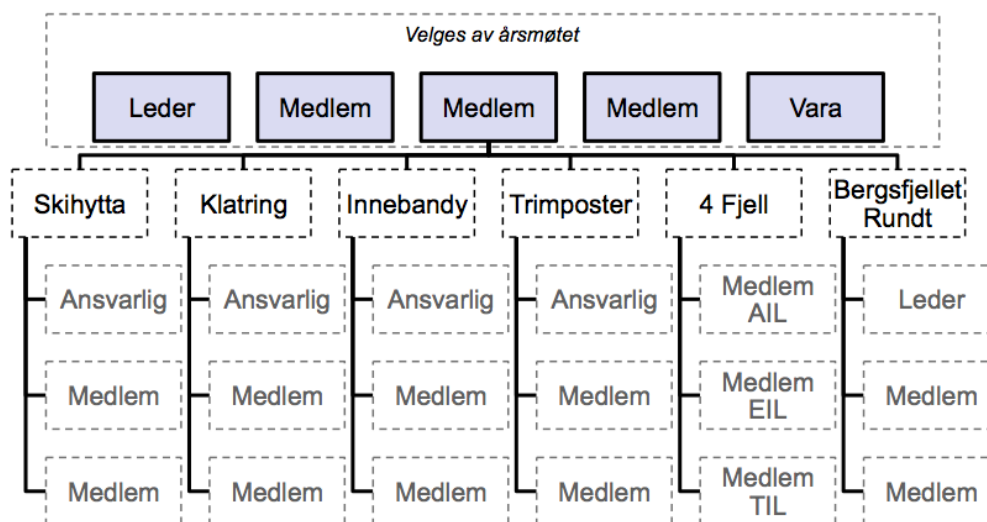 Velges av årsmøtet
Leder
Medlem
Medlem
Medlem
Vara
Skihytta
Klatring
Innebandy
Trimposter
4 Fjell
Bergsfjellet
Rundt
Ansvarlig
Ansvarlig
Ansvarlig
Ansvarlig
Medlem
AIL
Leder
Medlem
Medlem
Medlem
Medlem
Medlem
EIL
Medlem
Medlem
Medlem
Medlem
Medlem
Medlem
TIL
Medlem